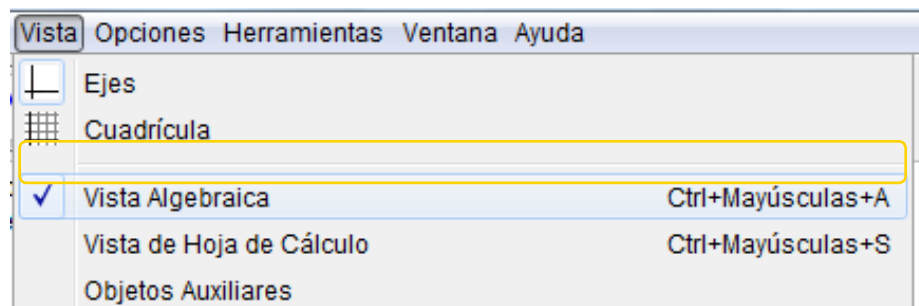 Vista Opciones Herramientas Ventana Ayuda
Ejes
Cuadrícula
Vista Algebraica Ctrl+Mayúsculas+A
Vista de Hoja de Cálculo Ctrl+Mayúsculas+S
Objetos Auxiliares